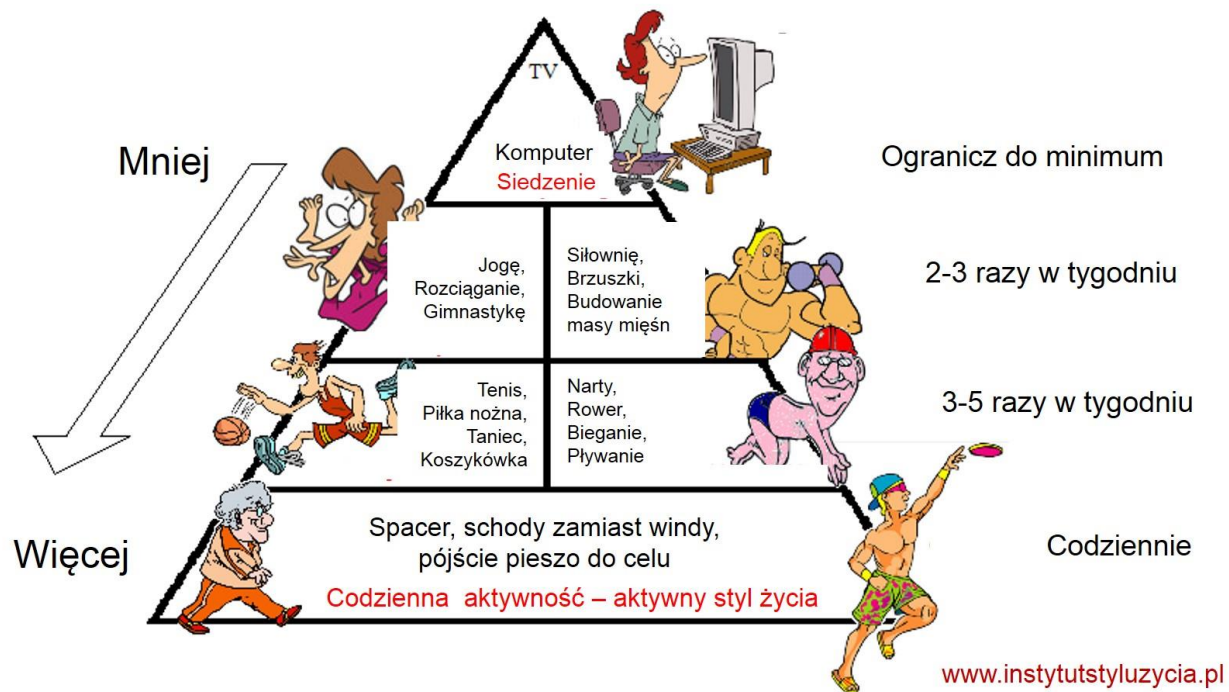 TV
Komputer
Siedzenie
Mniej
Ogranicz do minimum
Jogę,
Rozciąganie,
Gimnastykę
Siłownię,
Brzuszki,
Budowanie
masy mięśn
2-3 razy w tygodniu
Tenis,
Piłka nożna,
Taniec,
Koszykówka
Narty,
Rower,
Bieganie,
Pływanie
3-5 razy w tygodniu
Więcej
Spacer, schody zamiast windy,
pójście pieszo do celu
Codzienna aktywność – aktywny styl życia
Codziennie
www.instytutstyluzycia.pl